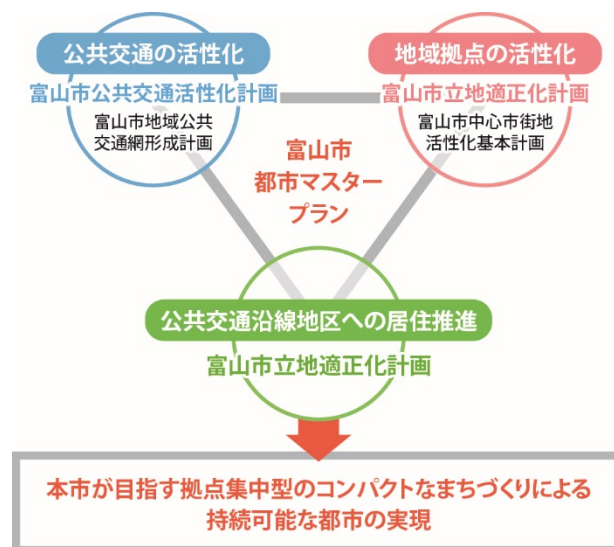 公共交通の活性化
富山市公共交通活性化計画
富山市地域公共
交通網形成計画
地域拠点の活性化
富山市立地適正化計画
富山市中心市街地
活性化基本計画
富山市
都市マスター
プラン
公共交通沿線地区への居住推進
富山市立地適正化計画
本市が目指す拠点集中型のコンパクトなまちづくりによる
持続可能な都市の実現